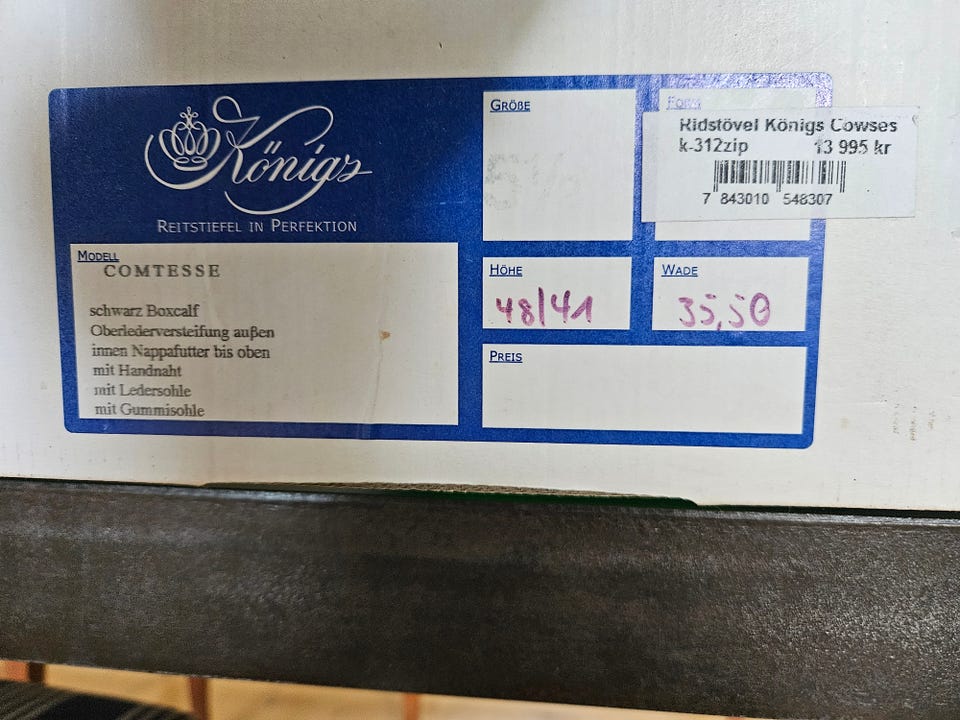 Königs
REITSTIEFEL IN PERFEKTION
MODELL
COMTESSE
schwarz Boxcalf
Oberlederversteifung außen
innen Nappafutter bis oben
mit Handnaht
mit Ledersohle
mit Gummisohle
GRÖßE
FORM
Ridstövel Königs Cowses
k-312zip 13 995 kr
7 843010 548307
HÖHE
48/41
WADE
35,50
PREIS